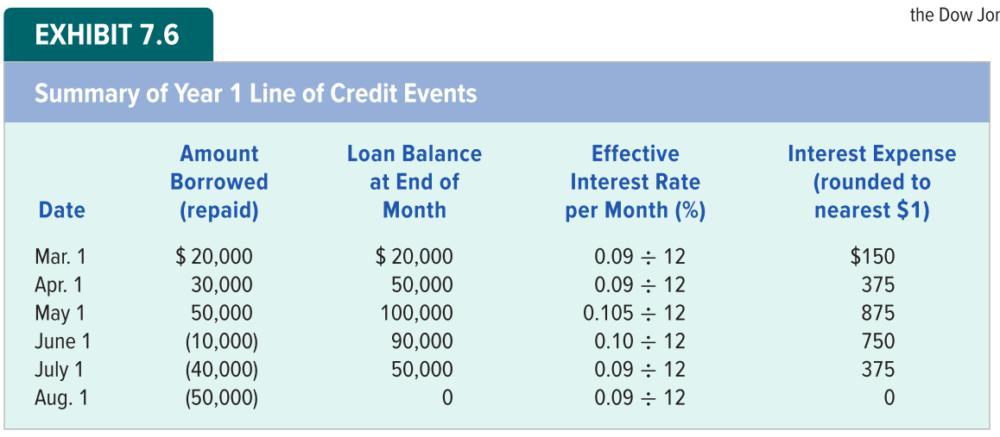 the Dow Jor
EXHIBIT 7.6
Summary of Year 1 Line of Credit Events
Date Amount Borrowed (repaid) Loan Balance at End of Month Effective Interest Rate per Month (%) Interest Expense (rounded to nearest $1)
Mar. 1 $ 20,000 $ 20,000 0.09 ÷ 12 $150
Apr. 1 30,000 50,000 0.09 ÷ 12 375
May 1 50,000 100,000 0.105 ÷ 12 875
June 1 (10,000) 90,000 0.10 ÷ 12 750
July 1 (40,000) 50,000 0.09 ÷ 12 375
Aug. 1 (50,000) 0 0.09 ÷ 12 0